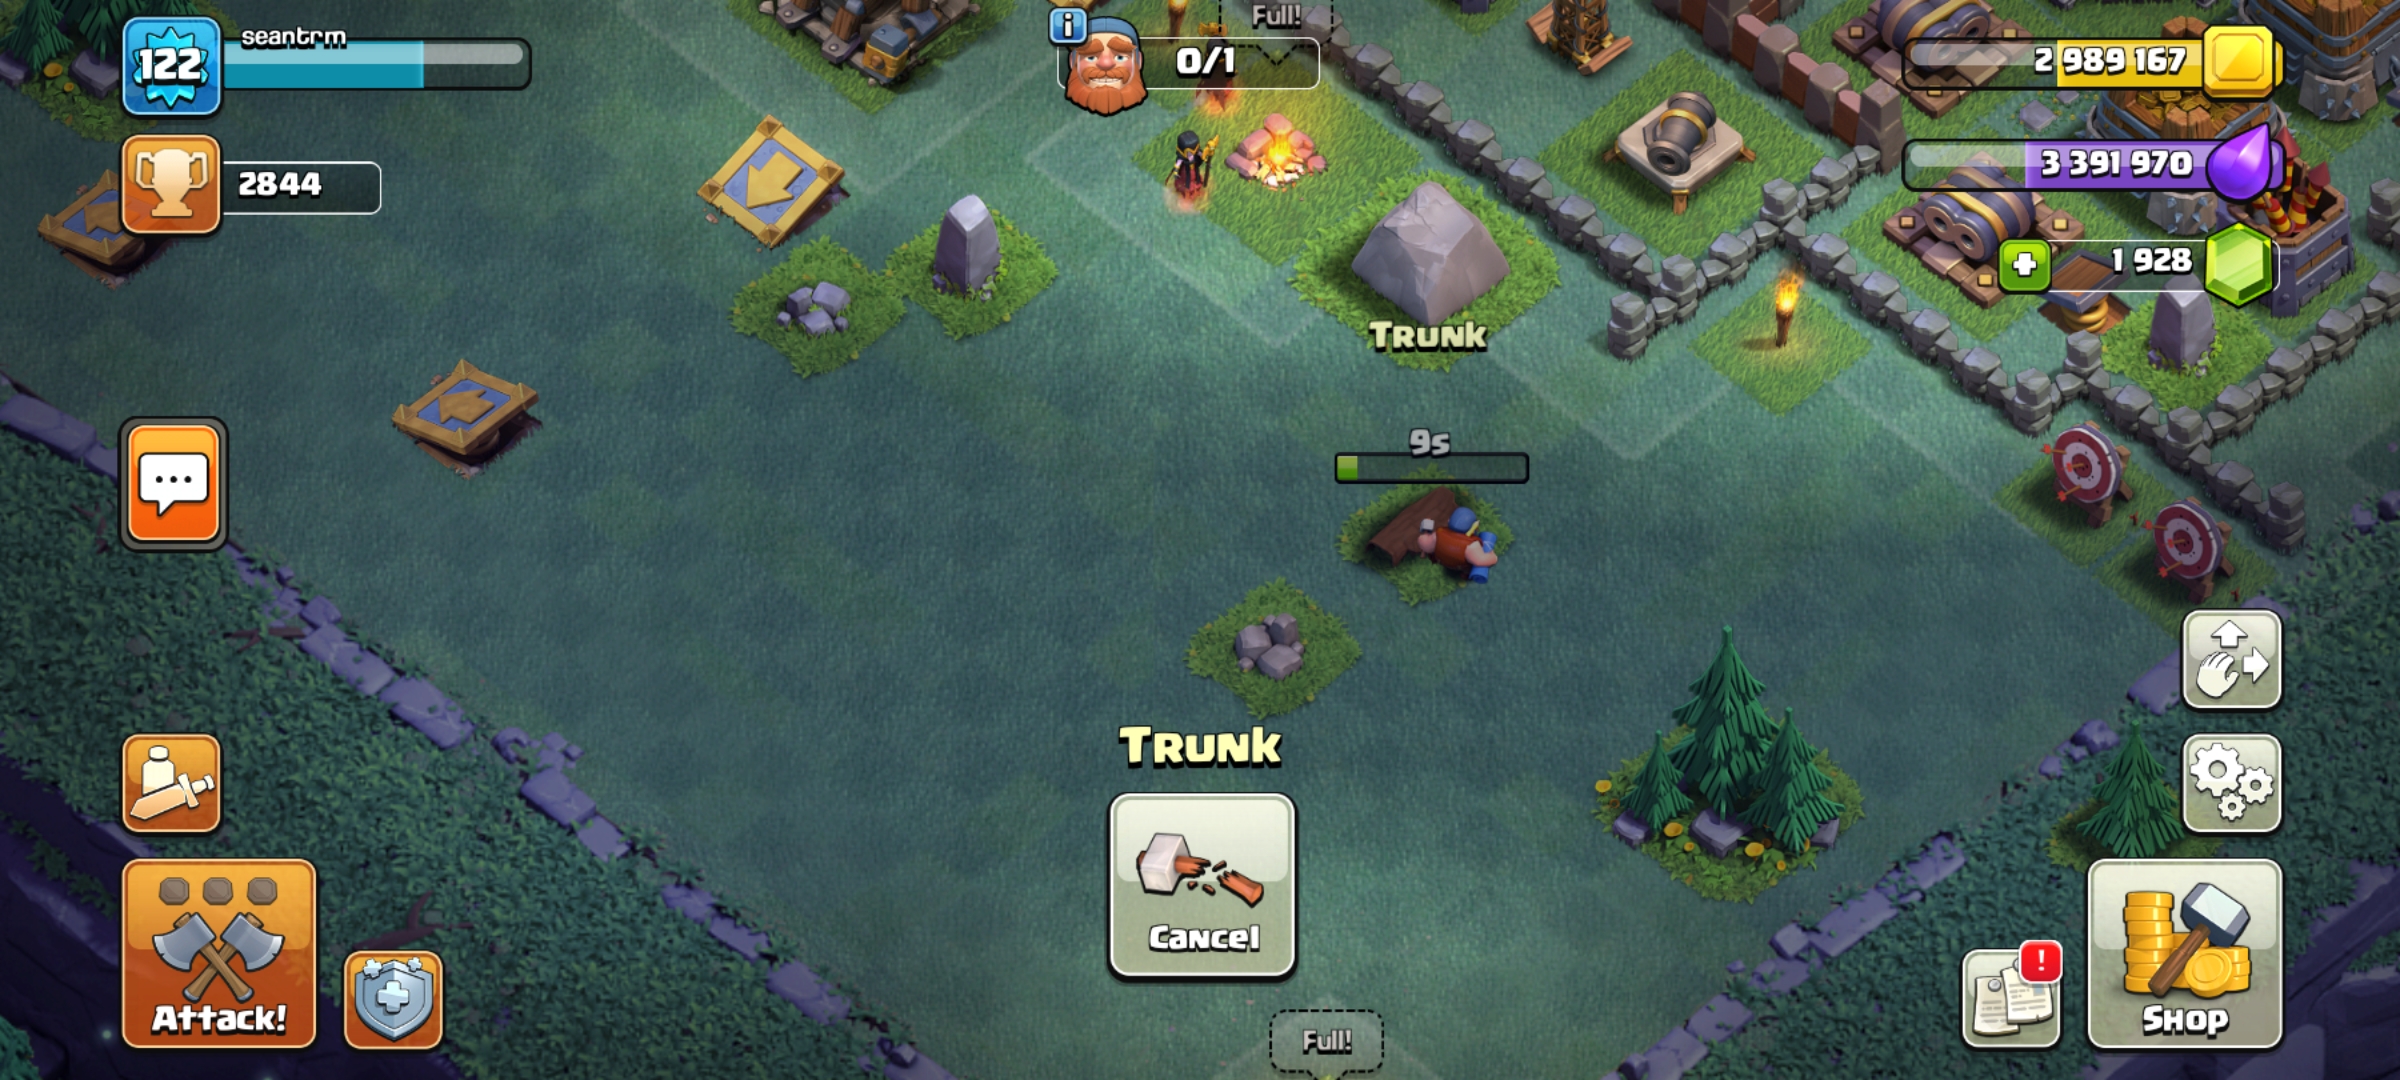 Full!
122
seantrm
0/1
2 989 167
2844
3 391 970
1 928
Trunk
9s
Trunk
Cancel
Attack!
Shop
!
Full!